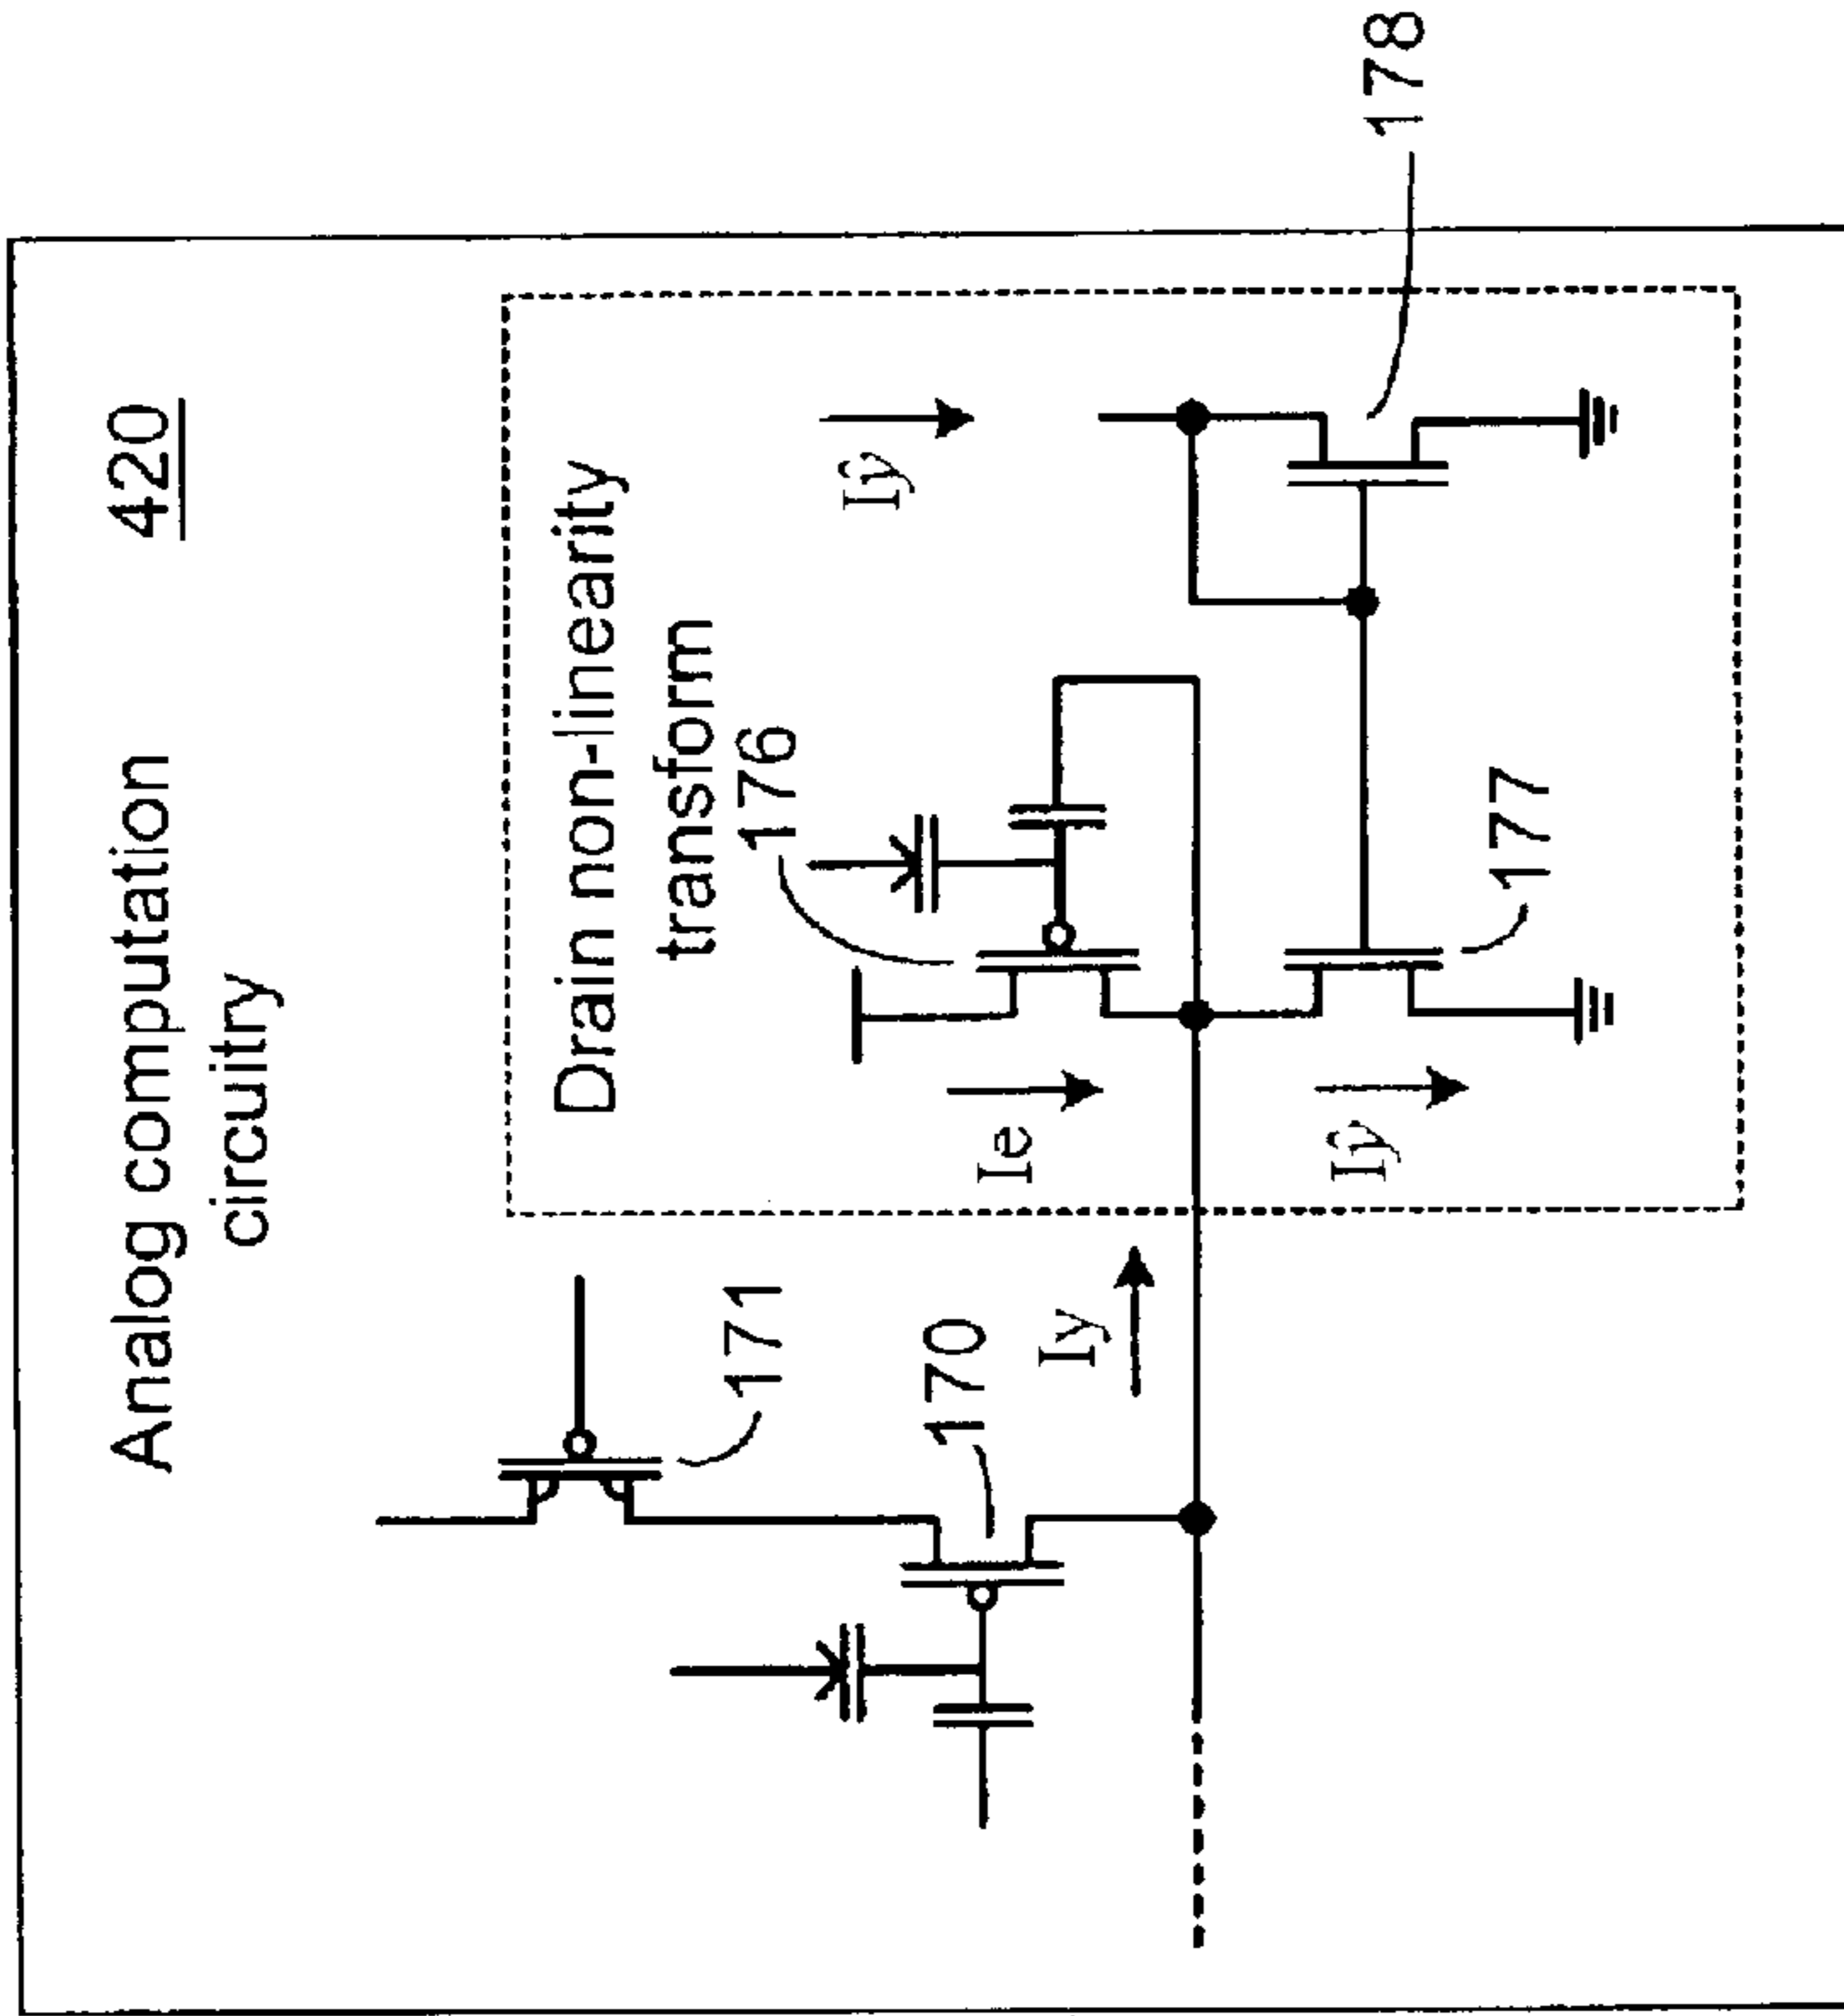 Analog computation
circuitry
420
Drain non-linearity
transform
176
Iŷ
Ie
Iŷ
177
178
171
170
Iy